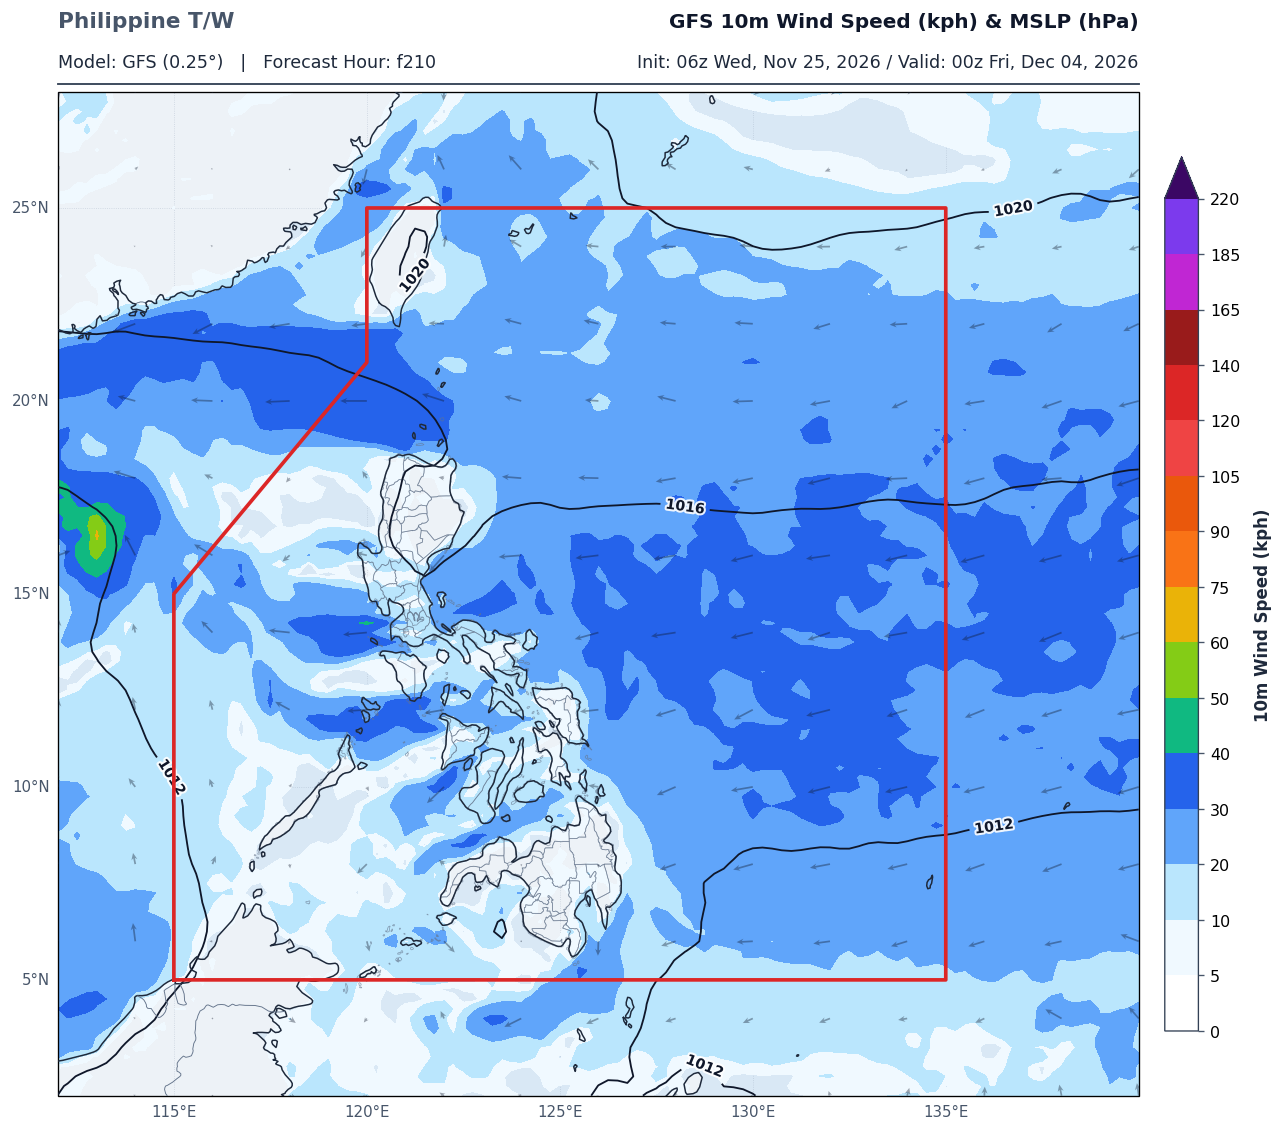 Philippine T/W
GFS 10m Wind Speed (kph) & MSLP (hPa)
Model: GFS (0.25°)   |   Forecast Hour: f210
Init: 06z Wed, Nov 25, 2026 / Valid: 00z Fri, Dec 04, 2026
25°N
20°N
15°N
10°N
5°N
115°E
120°E
125°E
130°E
135°E
1020
1020
1016
1012
1012
1012
220
185
165
140
120
105
90
75
60
50
40
30
20
10
5
0
10m Wind Speed (kph)